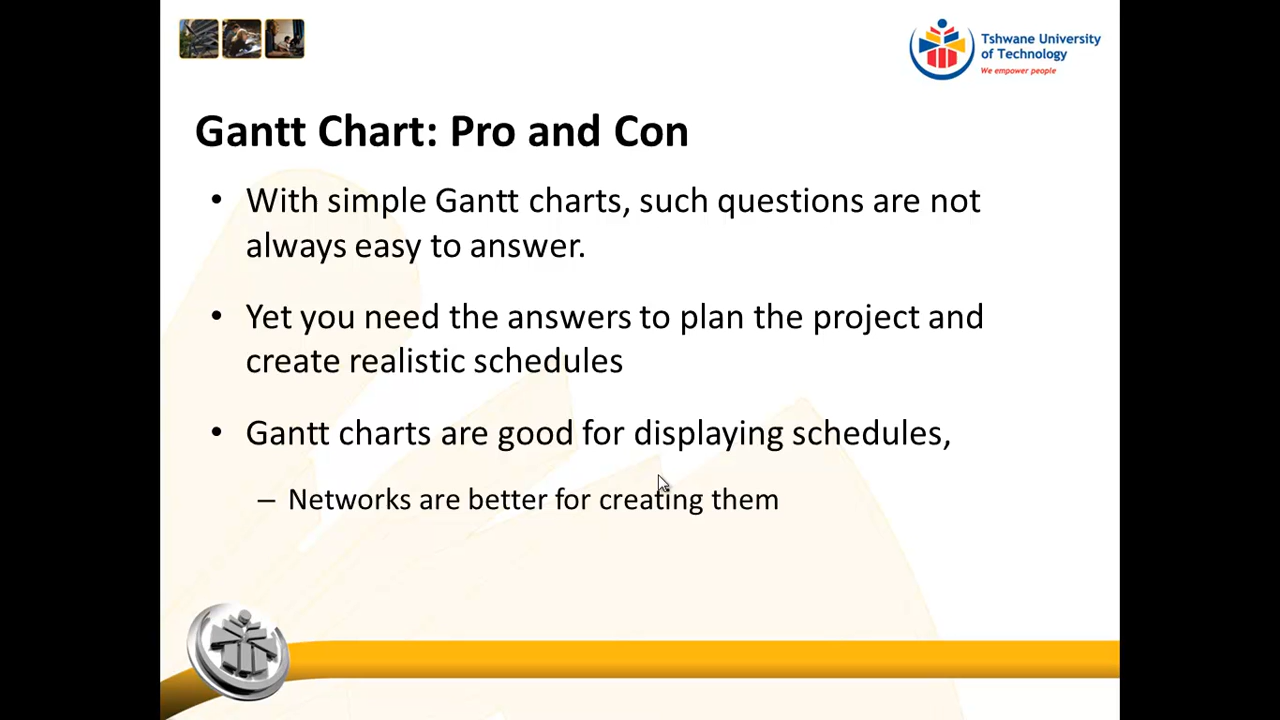 Tshwane University
of Technology
We empower people
Gantt Chart: Pro and Con
• With simple Gantt charts, such questions are not
always easy to answer.
• Yet you need the answers to plan the project and
create realistic schedules
• Gantt charts are good for displaying schedules,
– Networks are better for creating them